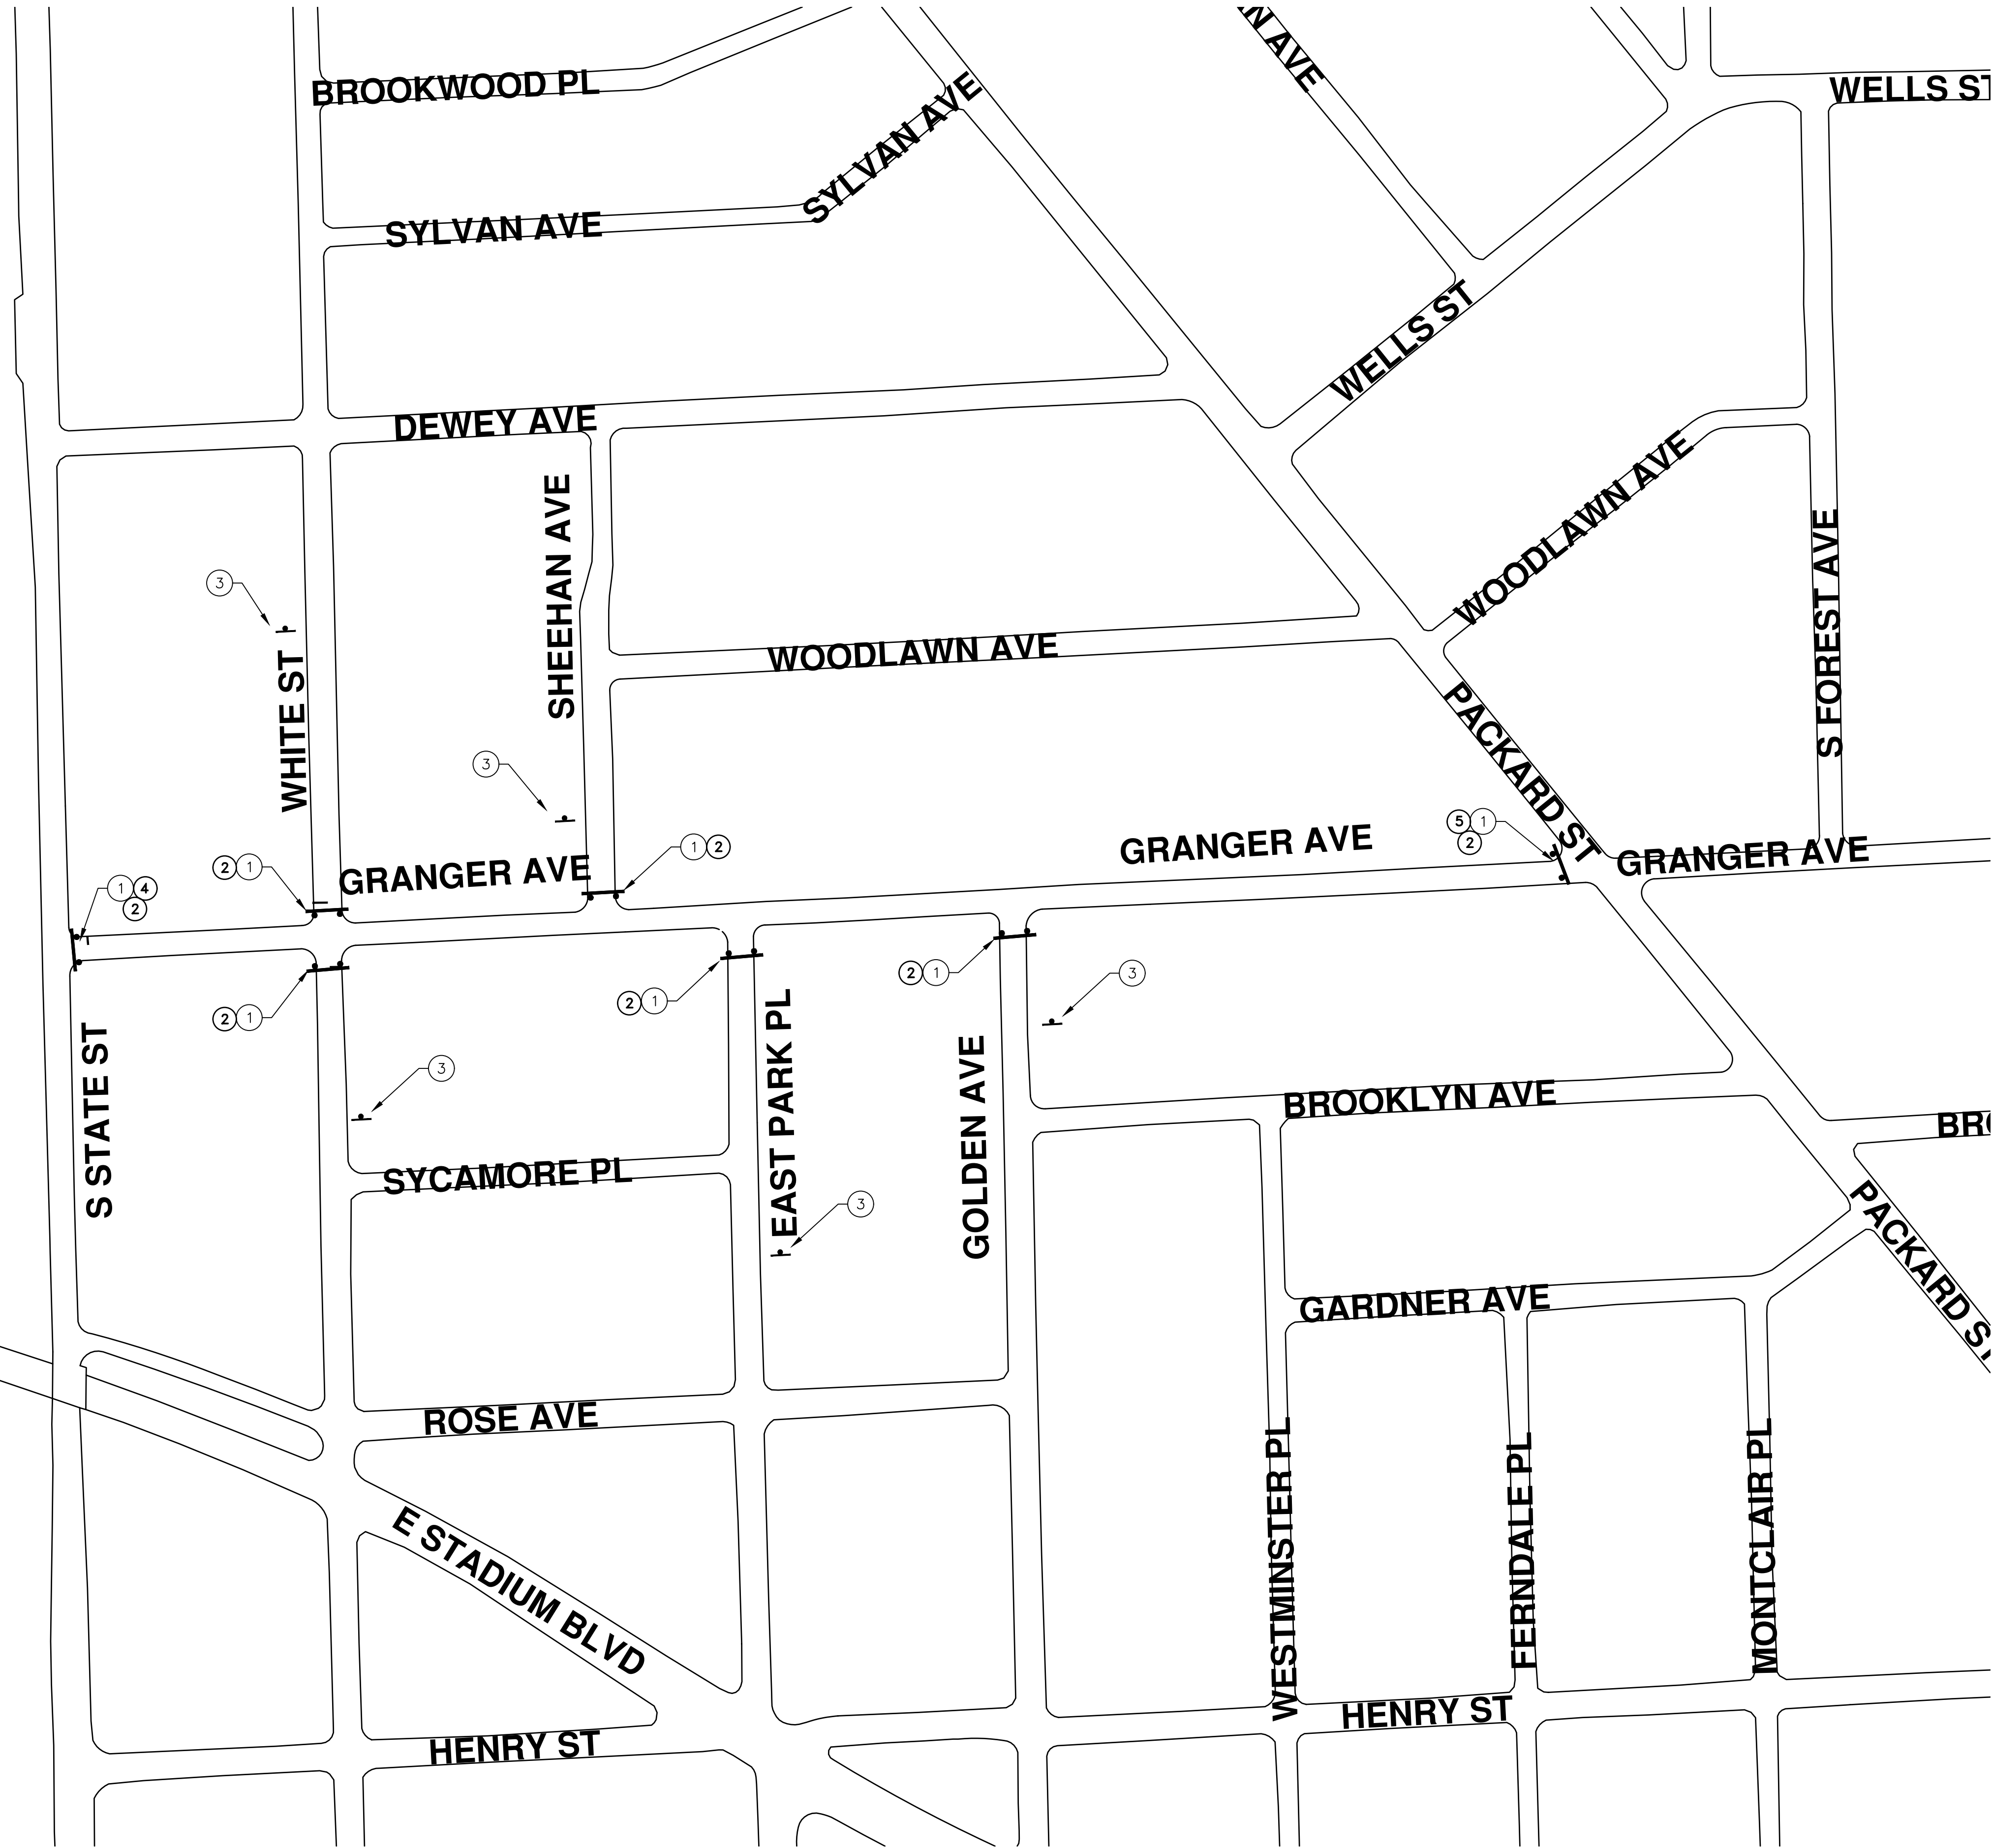 N AVE
BROOKWOOD PL
WELLS ST
SYLVAN AVE
SYLVAN AVE
WELLS ST
DEWEY AVE
WOODLAWN AVE
SHEEHAN AVE
S FOREST AVE
3
WOODLAWN AVE
WHITE ST
PACKARD ST
3
5 1
2
GRANGER AVE
GRANGER AVE
GRANGER AVE
1 2
2 1
1 4
2
2 1
2 1
2 1
3
3
EAST PARK PL
GOLDEN AVE
S STATE ST
BROOKLYN AVE
BRO
SYCAMORE PL
3
PACKARD ST
GARDNER AVE
ROSE AVE
WESTMINSTER PL
FERNDALE PL
MONTCLAIR PL
E STADIUM BLVD
HENRY ST
HENRY ST